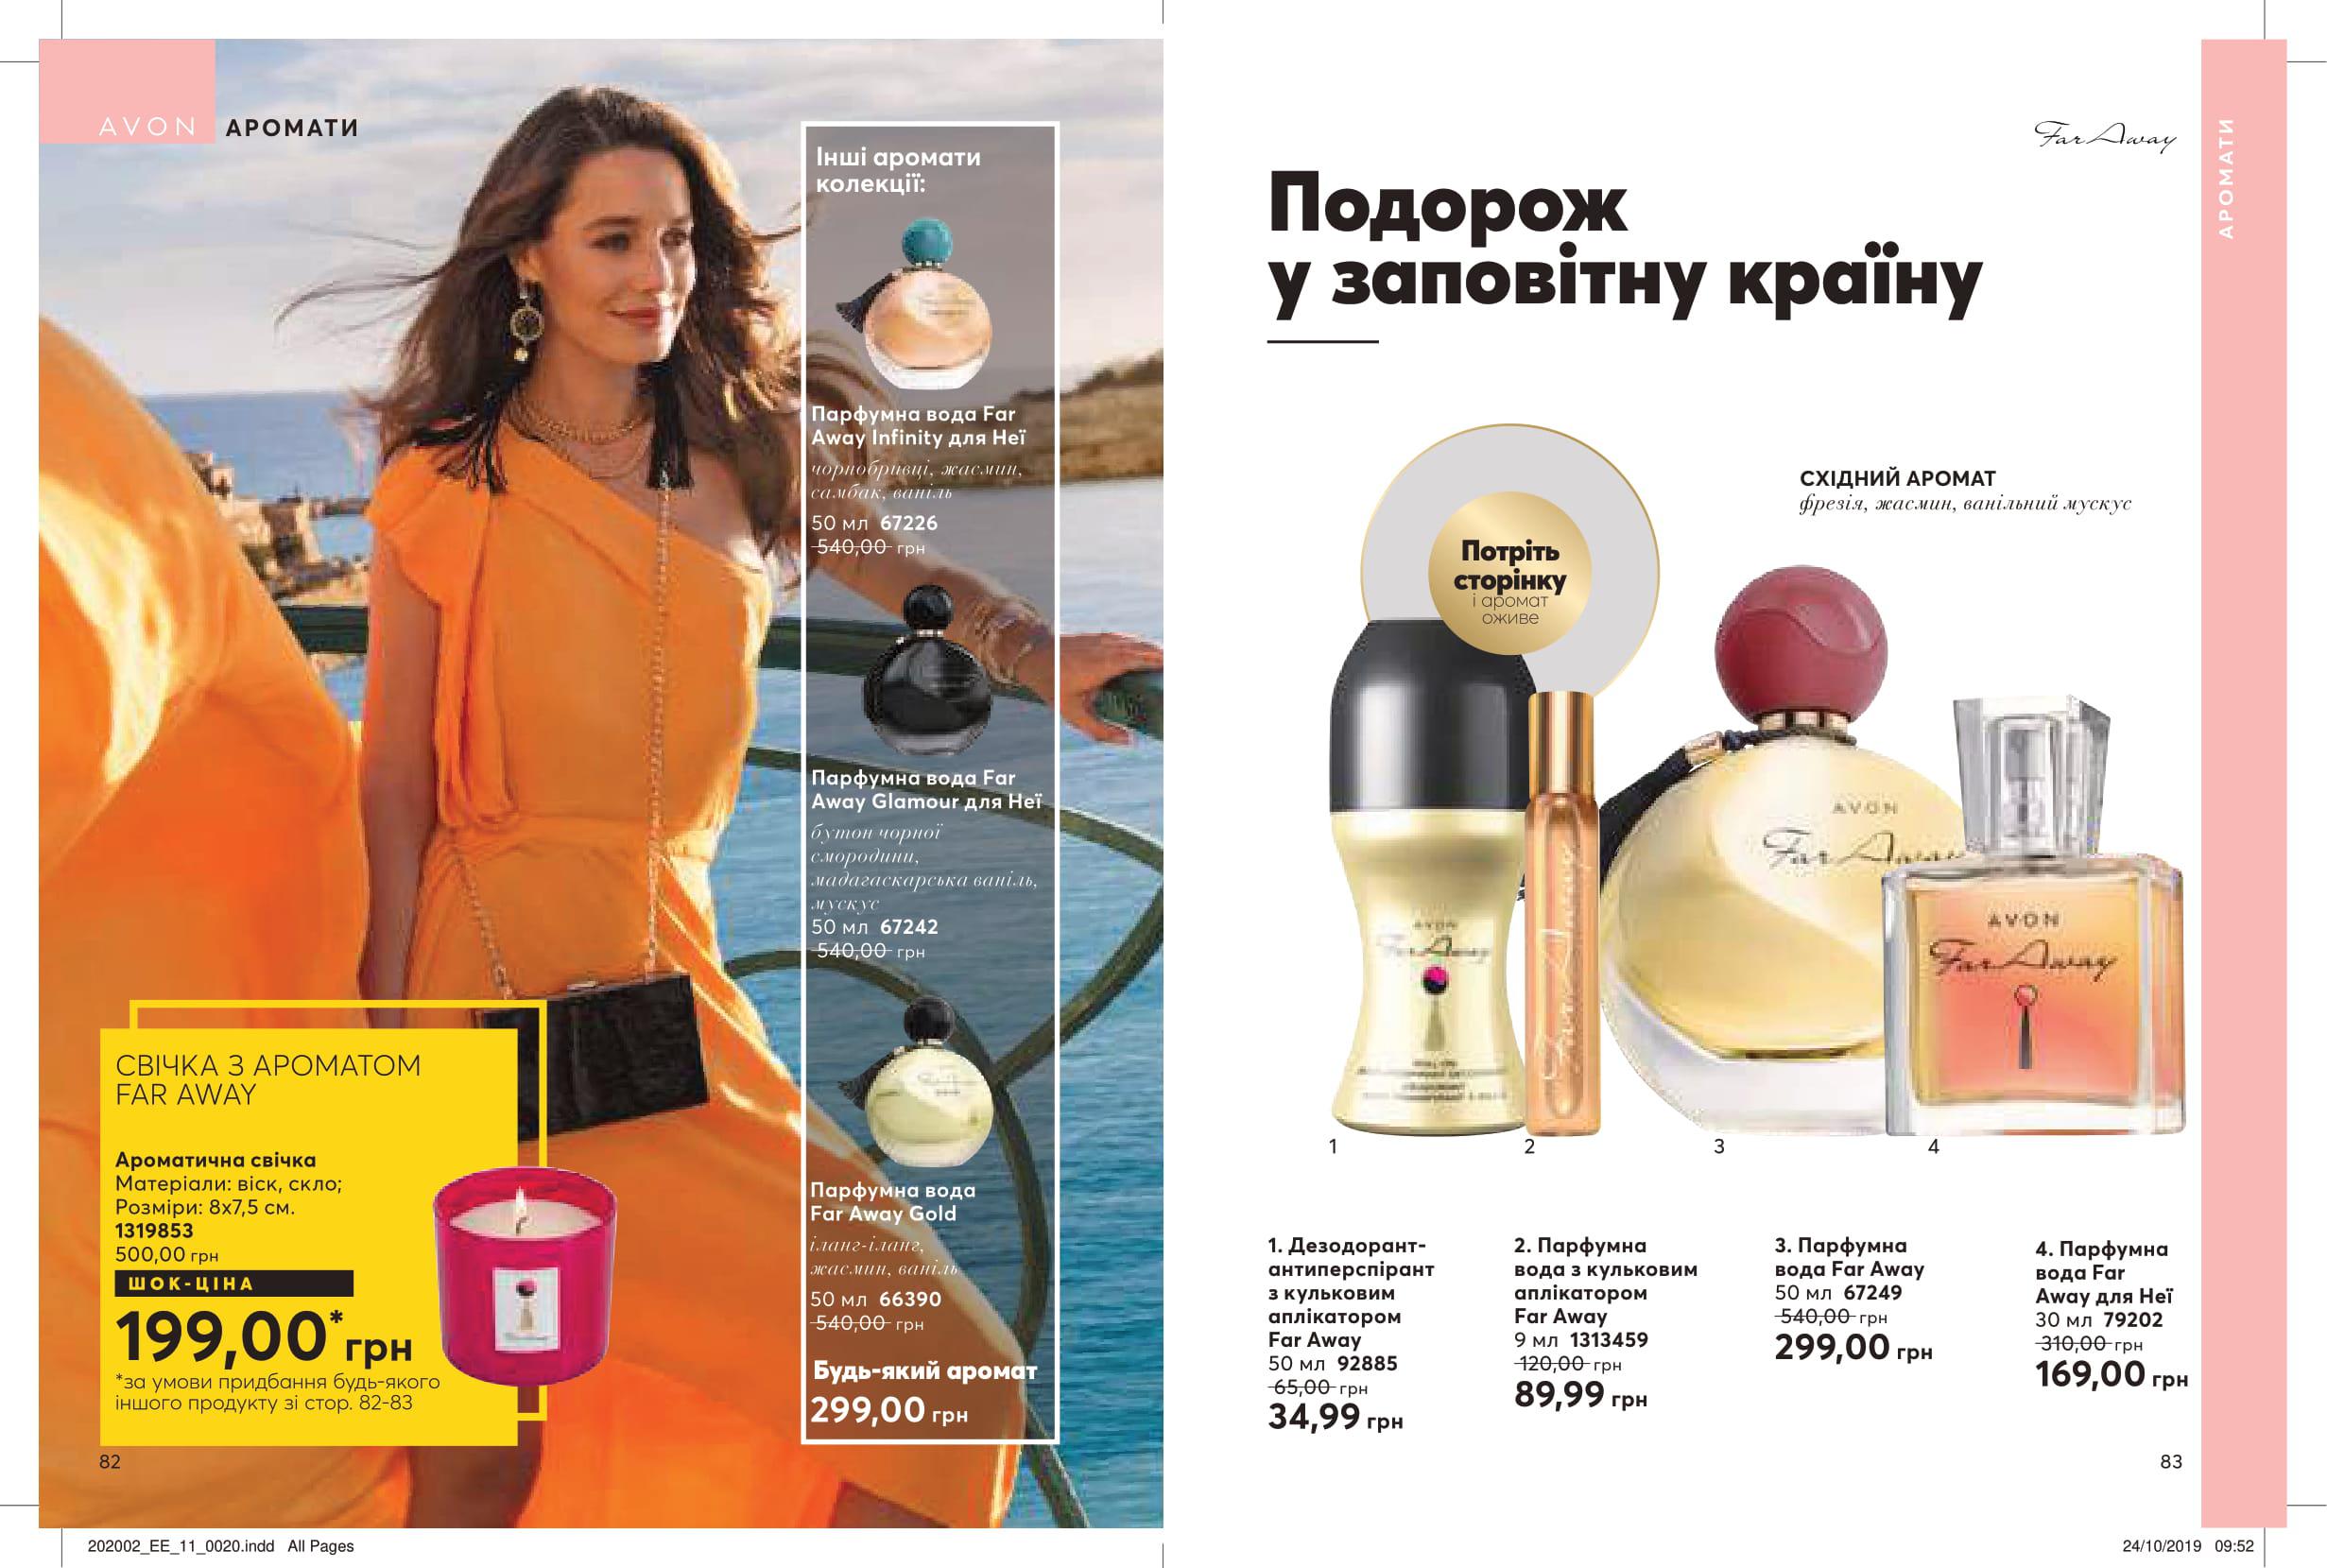 AVON АРОМАТИ
Інші аромати
колекції:
Парфумна вода Far
Away Infinity для Неї
чорнобривці, жасмин,
самбак, ваніль
50 мл 67226
540,00 грн
Парфумна вода Far
Away Glamour для Неї
бутон чорної
смородини,
мадагаскарська ваніль,
мускус
50 мл 67242
540,00 грн
Парфумна вода
Far Away Gold
іланг-іланг,
жасмин, ваніль
50 мл 66390
540,00 грн
Будь-який аромат
299,00 грн
СВІЧКА З АРОМАТОМ
FAR AWAY
Ароматична свічка
Матеріали: віск, скло;
Розміри: 8х7,5 см.
1319853
500,00 грн
ШОК-ЦІНА
199,00* грн
*за умови придбання будь-якого
іншого продукту зі стор. 82-83
82
Far Away
АРОМАТИ
Подорож
у заповітну країну
СХІДНИЙ АРОМАТ
фрезія, жасмин, ванільний мускус
Потріть
сторінку
і аромат
оживе
AVON
Far Away
Far Away
AVON
Far Away
AVON
Far Away
1
2
3
4
1. Дезодорант-
антиперспірант
з кульковим
аплікатором
Far Away
50 мл 92885
65,00 грн
34,99 грн
2. Парфумна
вода з кульковим
аплікатором
Far Away
9 мл 1313459
120,00 грн
89,99 грн
3. Парфумна
вода Far Away
50 мл 67249
540,00 грн
299,00 грн
4. Парфумна
вода Far
Away для Неї
30 мл 79202
310,00 грн
169,00 грн
83
202002_EE_11_0020.indd All Pages
24/10/2019 09:52